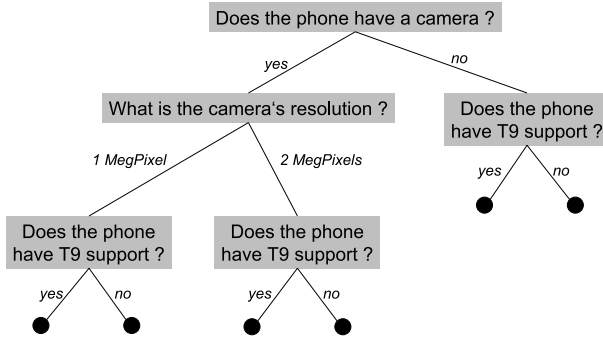 Does the phone have a camera ?
yes
no
What is the camera's resolution ?
Does the phone
have T9 support ?
1 MegPixel
2 MegPixels
yes
no
Does the phone
have T9 support ?
Does the phone
have T9 support ?
yes
no
yes
no